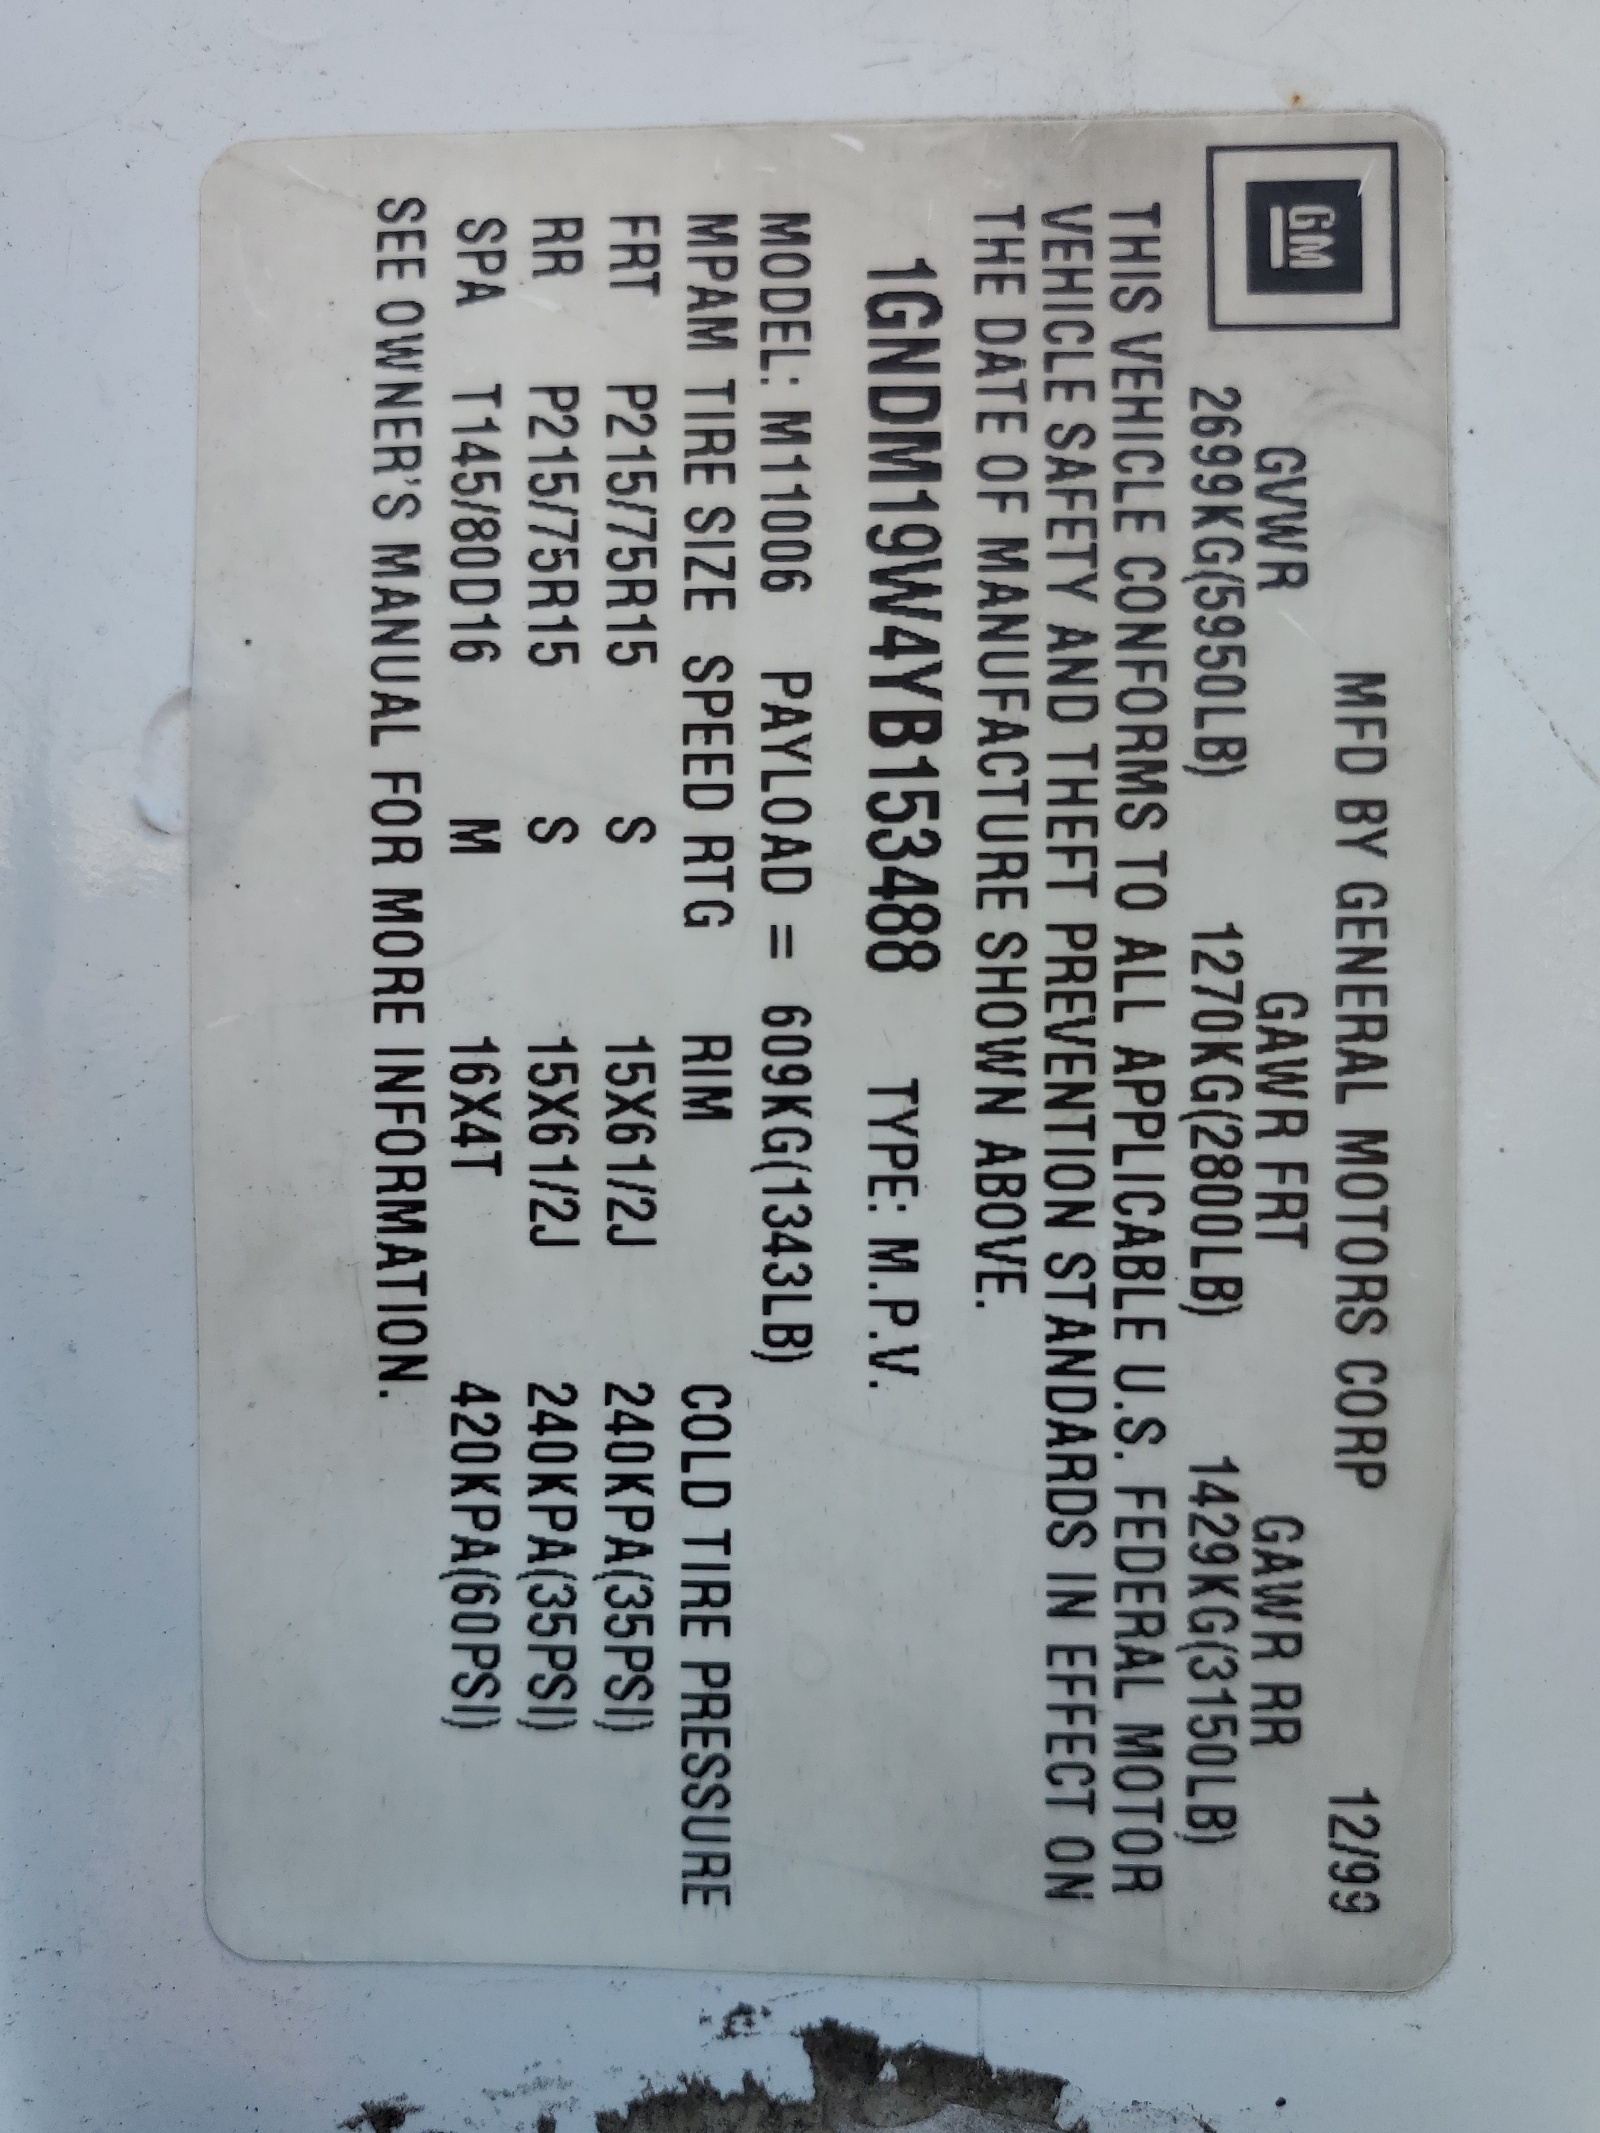 GM
MFD BY GENERAL MOTORS CORP 12/99
GVWR GAWR FRT GAWR RR
2699KG(5950LB) 1270KG(2800LB) 1429KG(3150LB)
THIS VEHICLE CONFORMS TO ALL APPLICABLE U.S. FEDERAL MOTOR
VEHICLE SAFETY AND THEFT PREVENTION STANDARDS IN EFFECT ON
THE DATE OF MANUFACTURE SHOWN ABOVE.
1GNDM19W4YB153488 TYPE: M.P.V.
MODEL: M11006 PAYLOAD = 609KG(1343LB)
MPAM TIRE SIZE SPEED RTG RIM COLD TIRE PRESSURE
FRT P215/75R15 S 15X61/2J 240KPA(35PSI)
RR P215/75R15 S 15X61/2J 240KPA(35PSI)
SPA T145/80D16 M 16X4T 420KPA(60PSI)
SEE OWNER'S MANUAL FOR MORE INFORMATION.